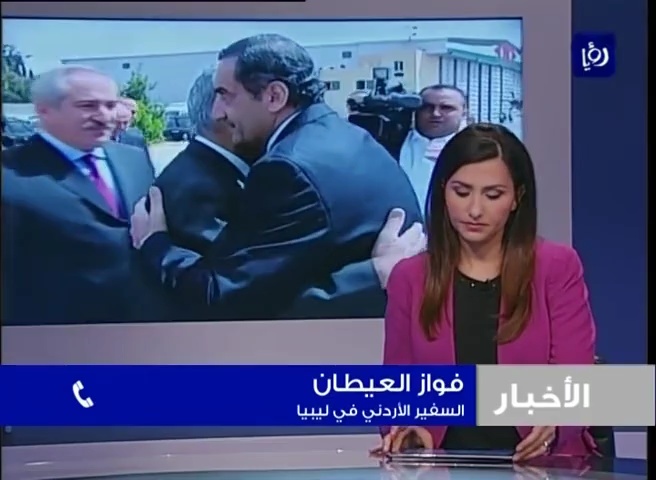 رؤيا
الأخبار
فواز العيطان
السفير الأردني في ليبيا